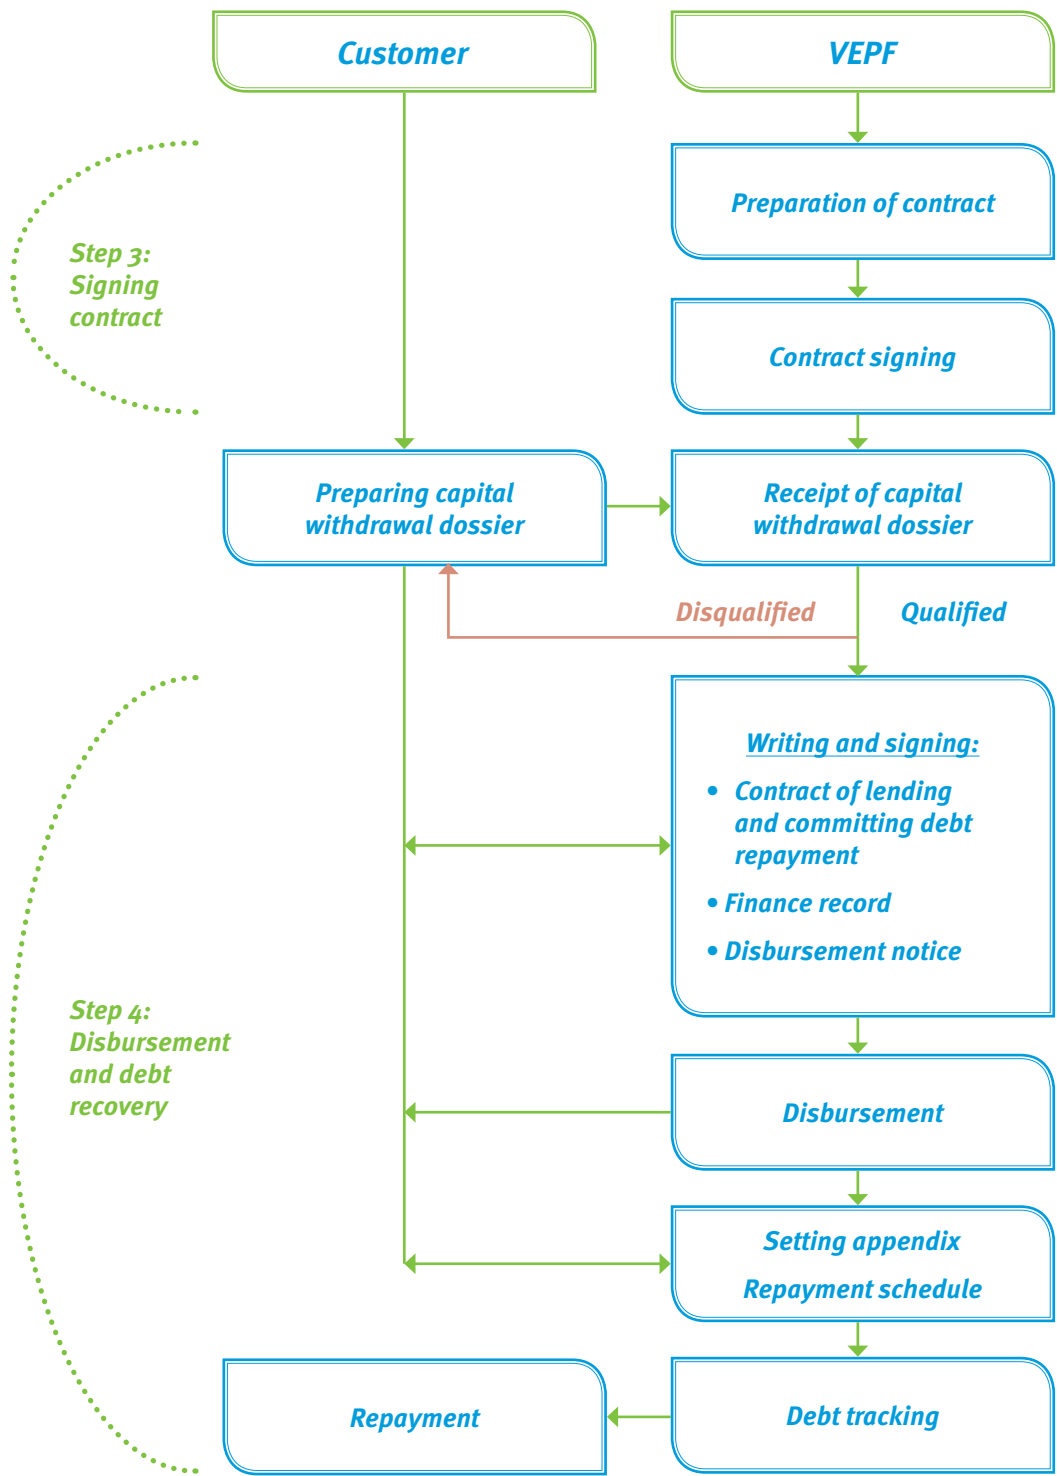 Customer
VEPF
Preparation of contract
Step 3:
Signing
contract
Contract signing
Preparing capital
withdrawal dossier
Receipt of capital
withdrawal dossier
Disqualified
Qualified
Writing and signing:
• Contract of lending
and committing debt
repayment
• Finance record
• Disbursement notice
Step 4:
Disbursement
and debt
recovery
Disbursement
Setting appendix
Repayment schedule
Repayment
Debt tracking